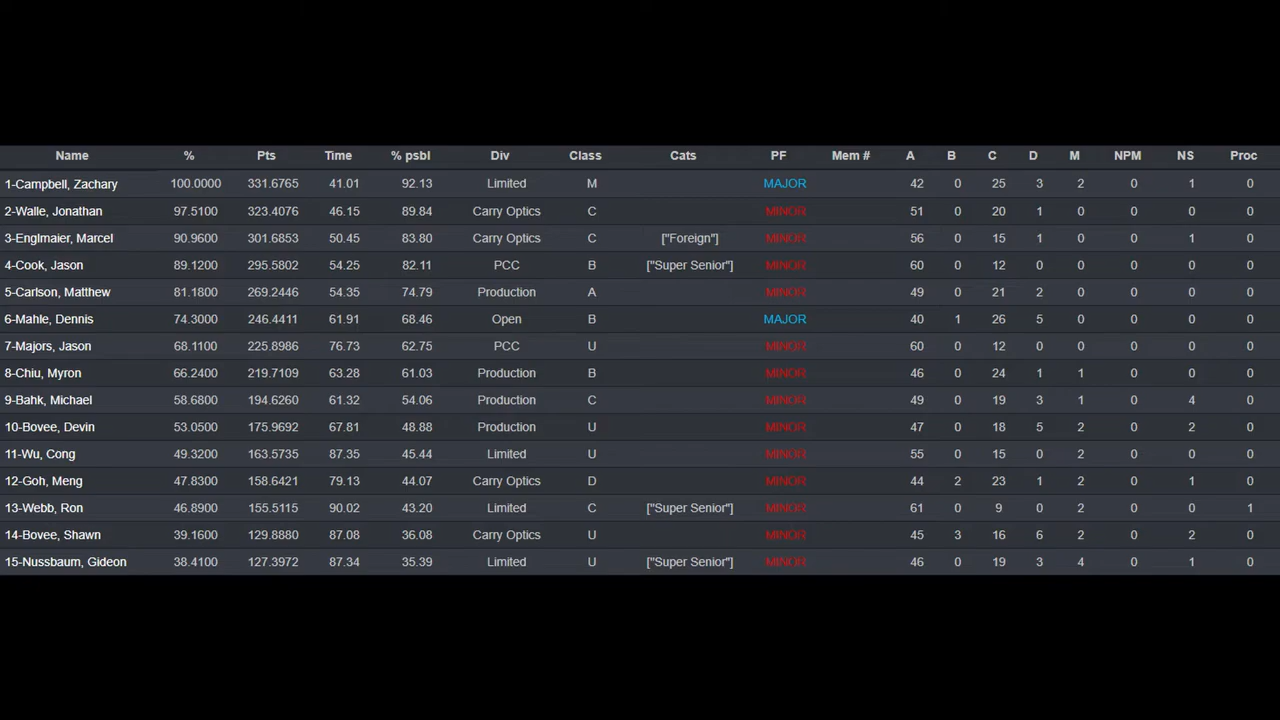 Name % Pts Time % psbl Div Class Cats PF Mem # A B C D M NPM NS Proc
1-Campbell, Zachary 100.0000 331.6765 41.01 92.13 Limited M MAJOR 42 0 25 3 2 0 1 0
2-Walle, Jonathan 97.5100 323.4076 46.15 89.84 Carry Optics C MINOR 51 0 20 1 0 0 0 0
3-Englmaier, Marcel 90.9600 301.6853 50.45 83.80 Carry Optics C ["Foreign"] MINOR 56 0 15 1 0 0 1 0
4-Cook, Jason 89.1200 295.5802 54.25 82.11 PCC B ["Super Senior"] MINOR 60 0 12 0 0 0 0 0
5-Carlson, Matthew 81.1800 269.2446 54.35 74.79 Production A MINOR 49 0 21 2 0 0 0 0
6-Mahle, Dennis 74.3000 246.4411 61.91 68.46 Open B MAJOR 40 1 26 5 0 0 0 0
7-Majors, Jason 68.1100 225.8986 76.73 62.75 PCC U MINOR 60 0 12 0 0 0 0 0
8-Chiu, Myron 66.2400 219.7109 63.28 61.03 Production B MINOR 46 0 24 1 1 0 0 0
9-Bahk, Michael 58.6800 194.6260 61.32 54.06 Production C MINOR 49 0 19 3 1 0 4 0
10-Bovee, Devin 53.0500 175.9692 67.81 48.88 Production U MINOR 47 0 18 5 2 0 2 0
11-Wu, Cong 49.3200 163.5735 87.35 45.44 Limited U MINOR 55 0 15 0 2 0 0 0
12-Goh, Meng 47.8300 158.6421 79.13 44.07 Carry Optics D MINOR 44 2 23 1 2 0 1 0
13-Webb, Ron 46.8900 155.5115 90.02 43.20 Limited C ["Super Senior"] MINOR 61 0 9 0 2 0 0 1
14-Bovee, Shawn 39.1600 129.8880 87.08 36.08 Carry Optics U MINOR 45 3 16 6 2 0 2 0
15-Nussbaum, Gideon 38.4100 127.3972 87.34 35.39 Limited U ["Super Senior"] MINOR 46 0 19 3 4 0 1 0